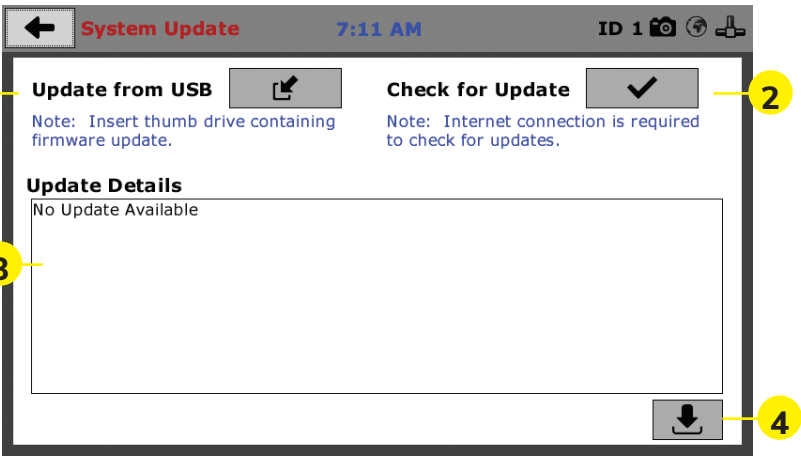 System Update 7:11 AM ID 1
Update from USB Check for Update
2
Note: Insert thumb drive containing
firmware update.
Note: Internet connection is required
to check for updates.
Update Details
No Update Available
3
4